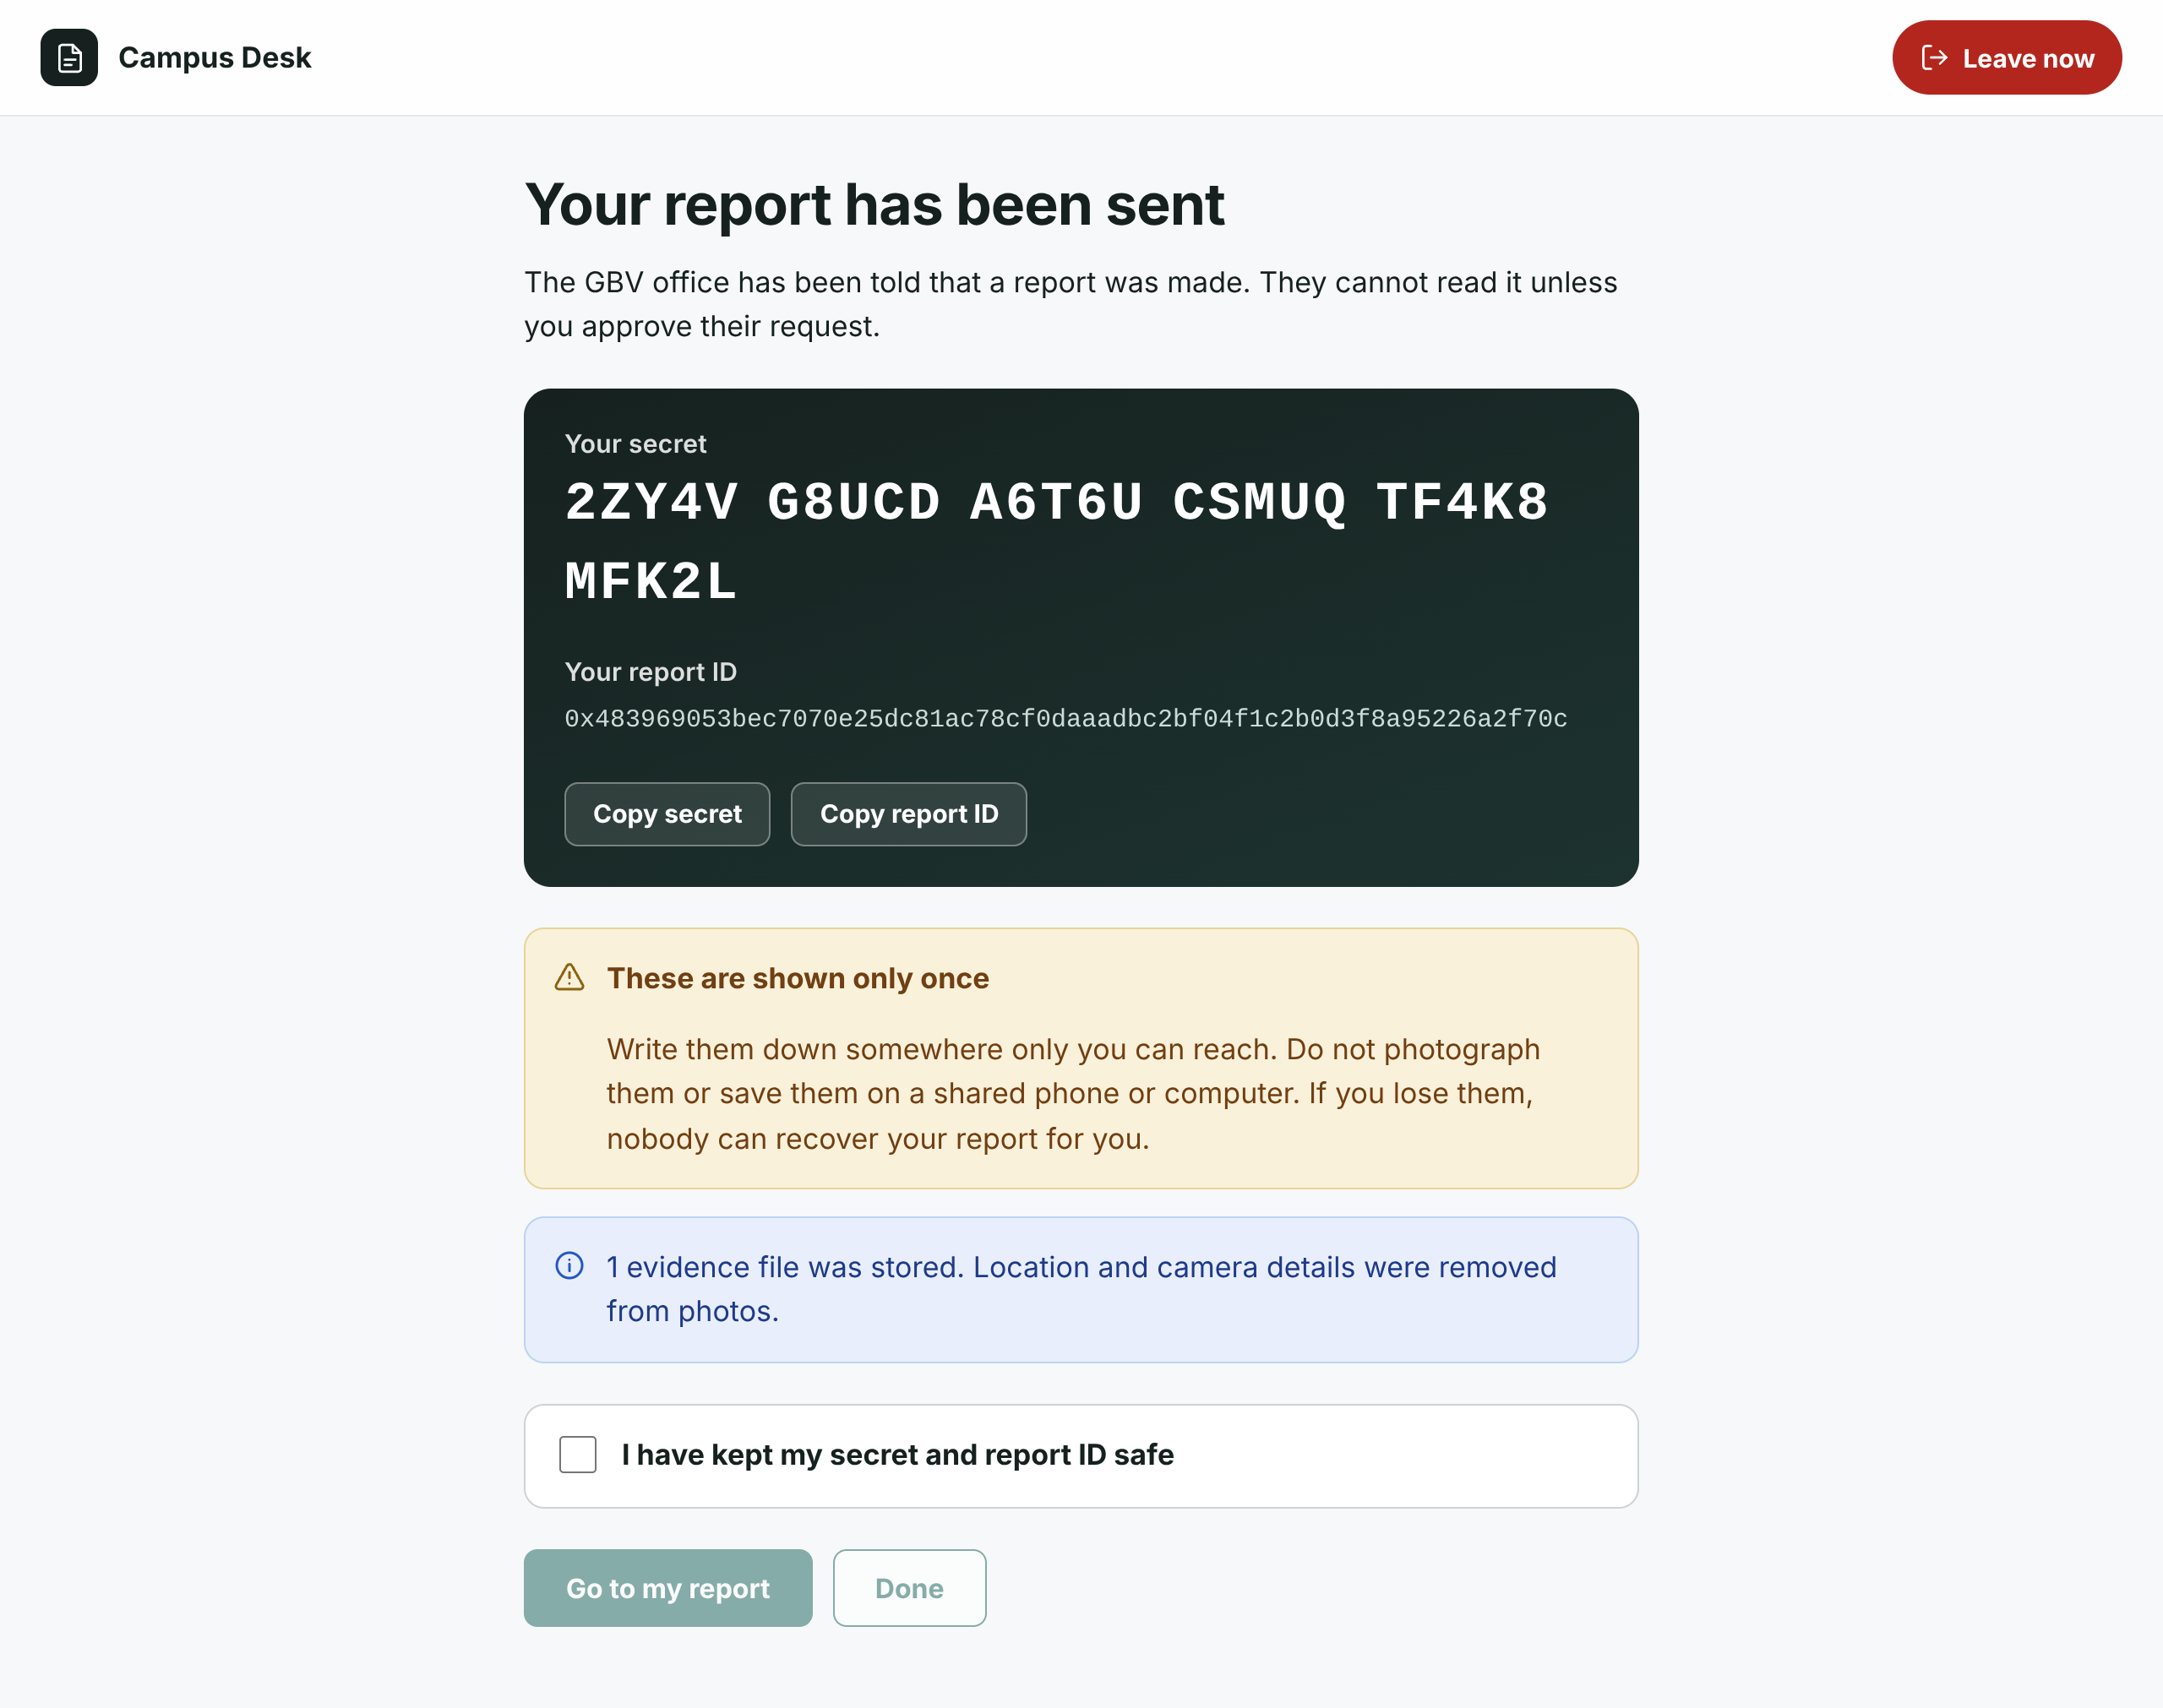 Campus Desk
Leave now
Your report has been sent
The GBV office has been told that a report was made. They cannot read it unless
you approve their request.
Your secret
2ZY4V G8UCD A6T6U CSMUQ TF4K8
MFK2L
Your report ID
0x483969053bec7070e25dc81ac78cf0daaadbc2bf04f1c2b0d3f8a95226a2f70c
Copy secret
Copy report ID
These are shown only once
Write them down somewhere only you can reach. Do not photograph
them or save them on a shared phone or computer. If you lose them,
nobody can recover your report for you.
1 evidence file was stored. Location and camera details were removed
from photos.
I have kept my secret and report ID safe
Go to my report
Done